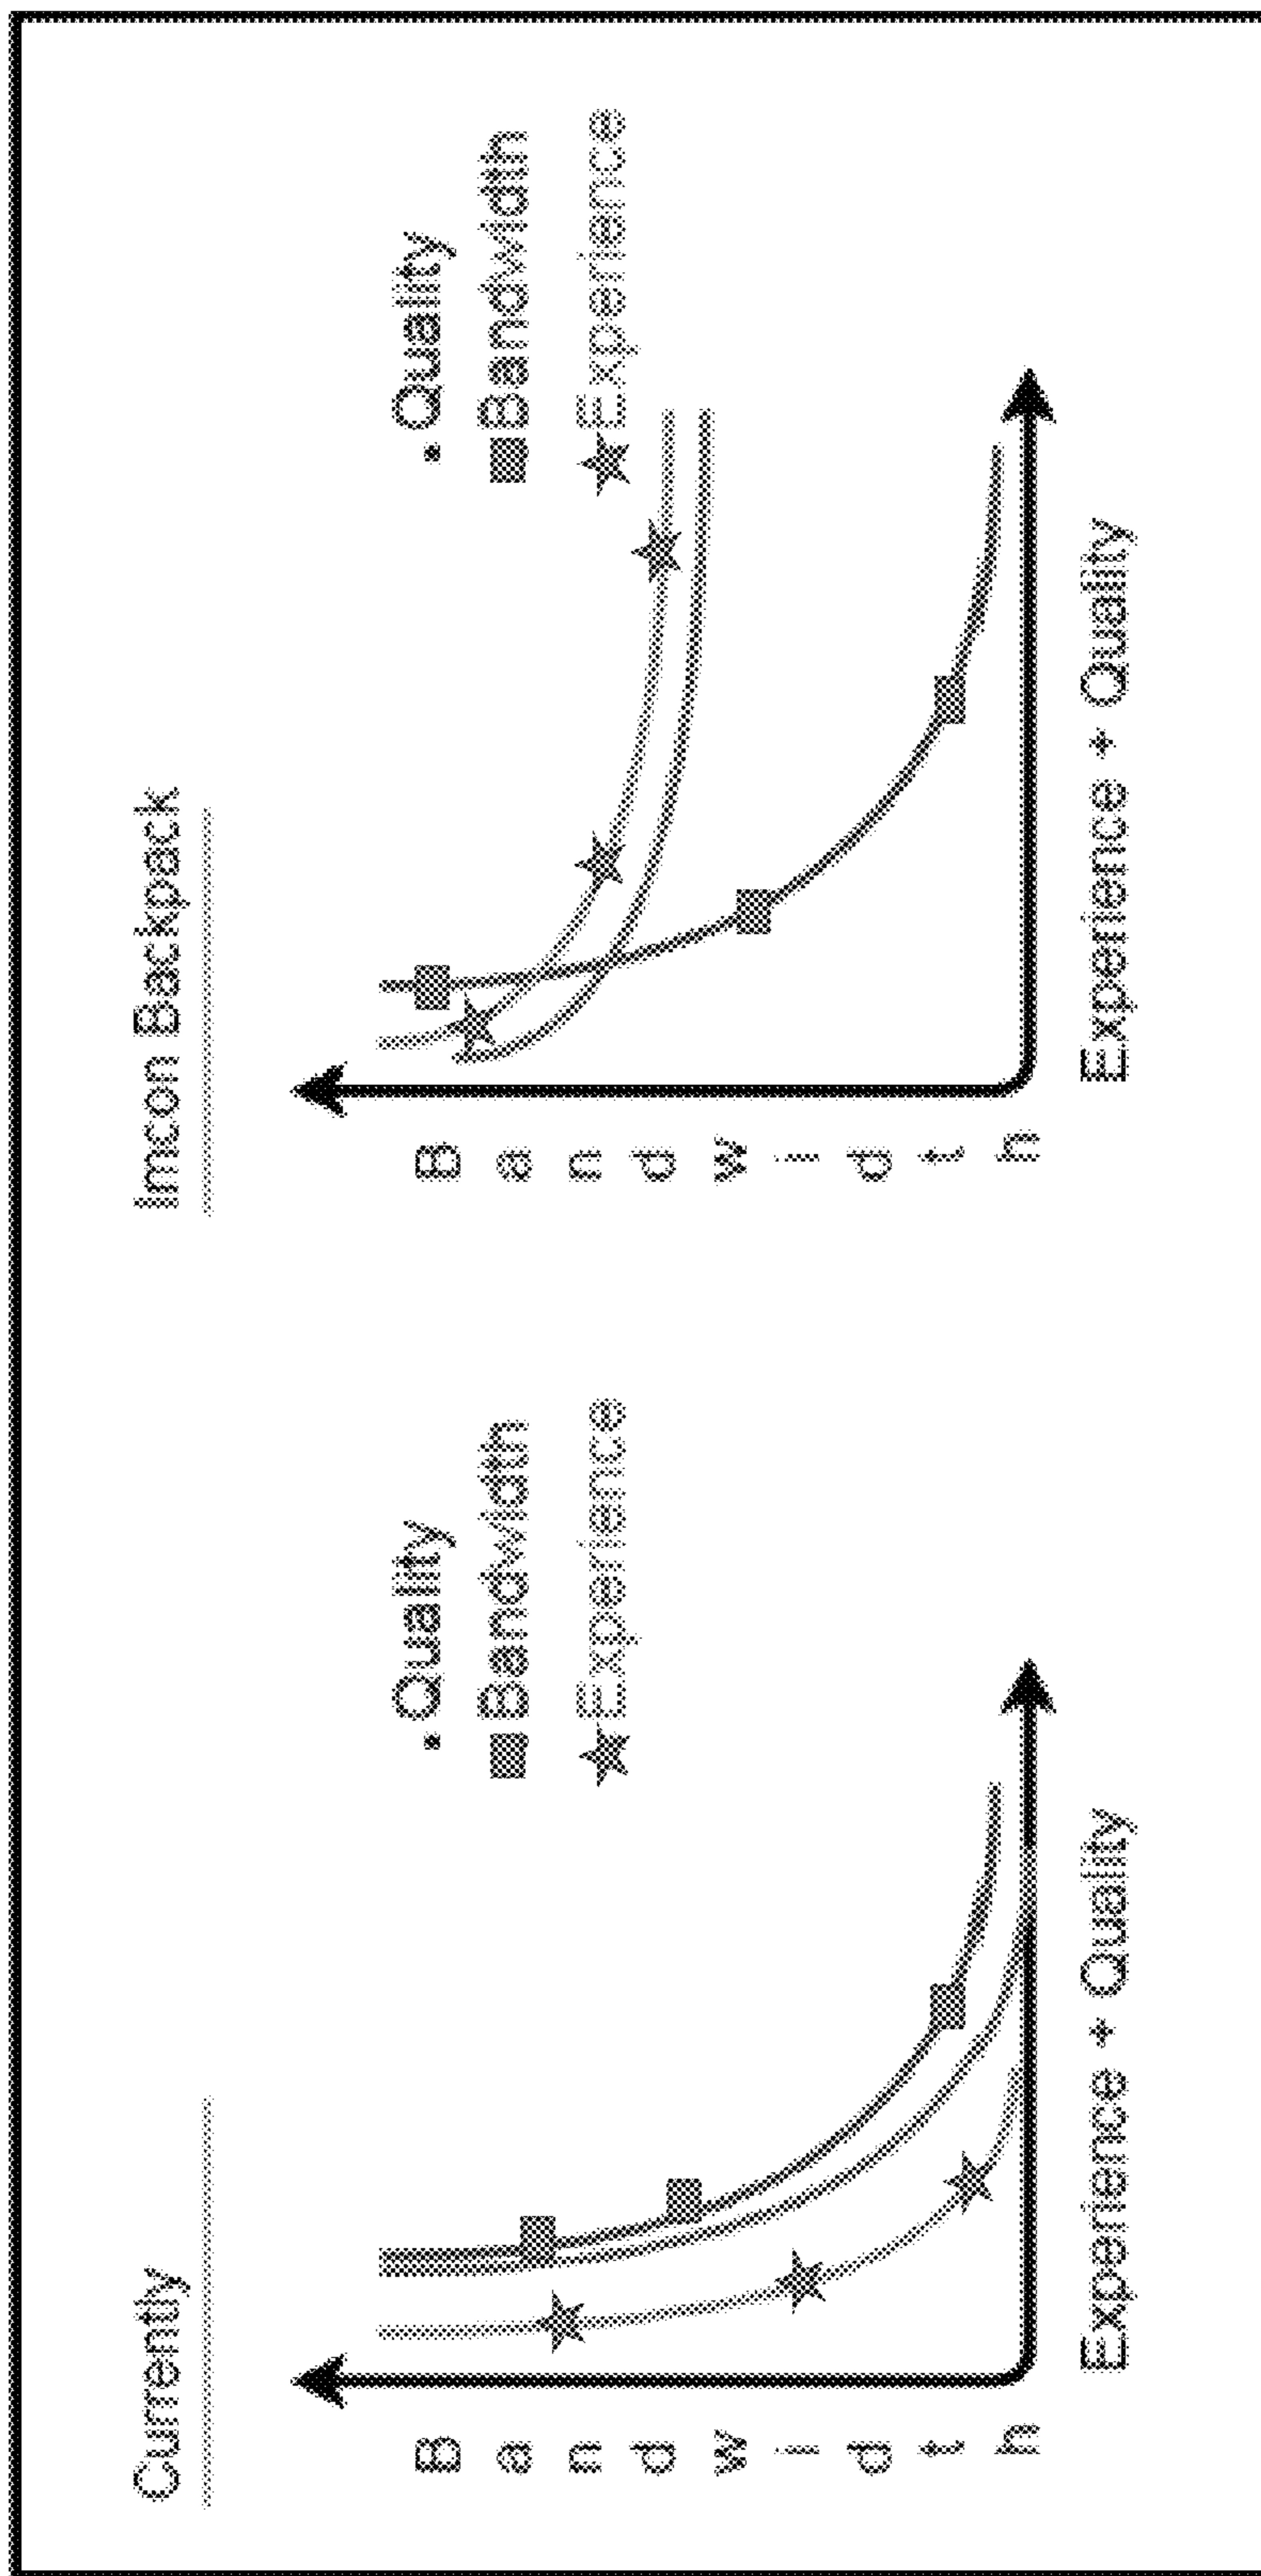 Currently
Quality
Bandwidth
Experience
Bandwidth
Experience + Quality
Imcon Backpack
Quality
Bandwidth
Experience
Bandwidth
Experience + Quality